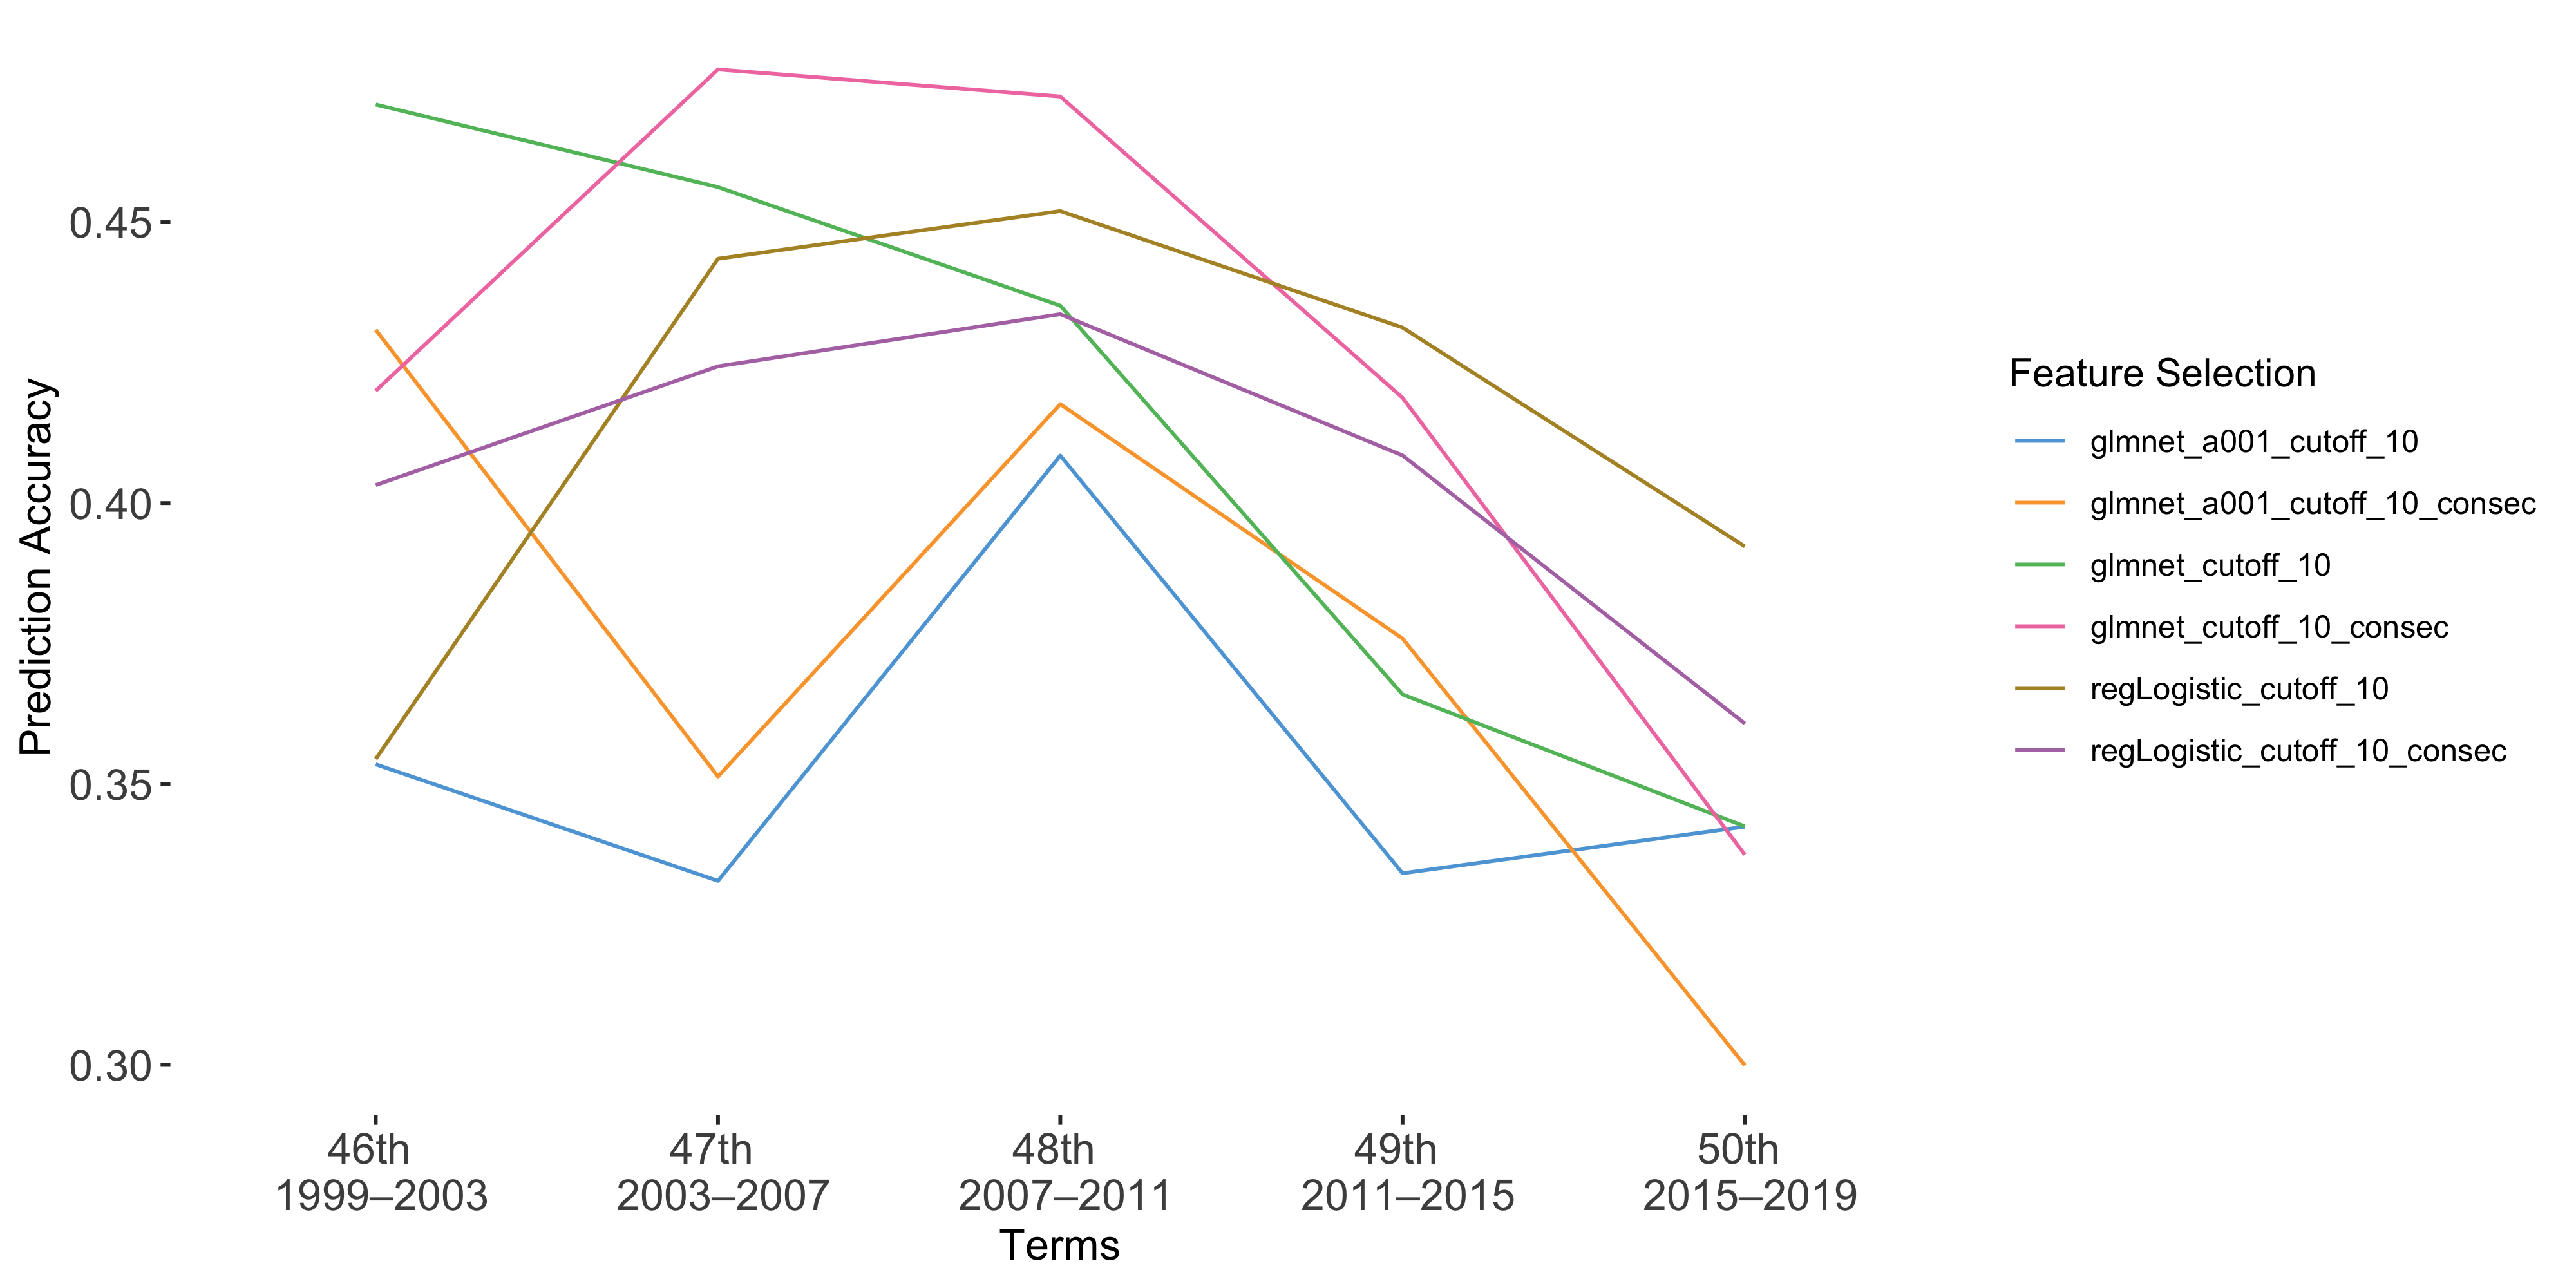 Prediction Accuracy
0.45
0.40
0.35
0.30
46th
1999–2003
47th
2003–2007
48th
2007–2011
49th
2011–2015
50th
2015–2019
Terms
Feature Selection
glmnet_a001_cutoff_10
glmnet_a001_cutoff_10_consec
glmnet_cutoff_10
glmnet_cutoff_10_consec
regLogistic_cutoff_10
regLogistic_cutoff_10_consec